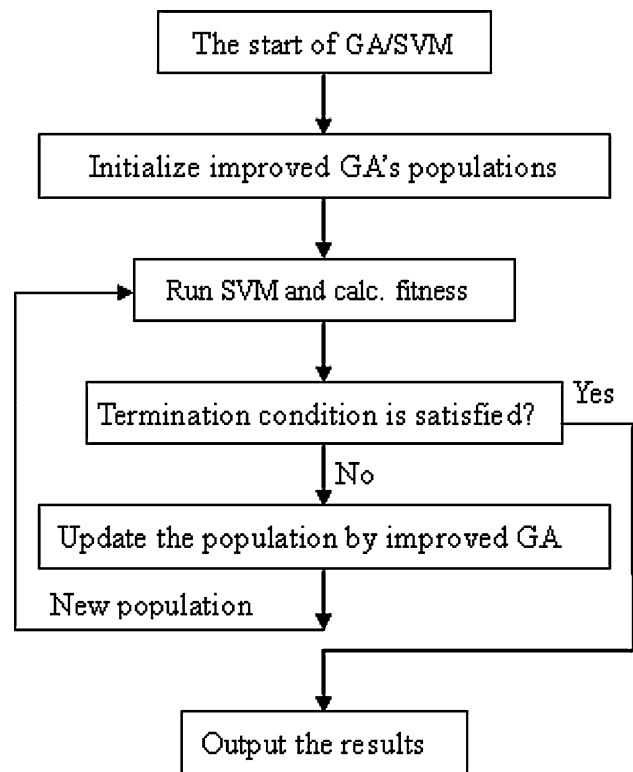 The start of GA/SVM
Initialize improved GA's populations
Run SVM and calc. fitness
Termination condition is satisfied?
Yes
No
Update the population by improved GA
New population
Output the results